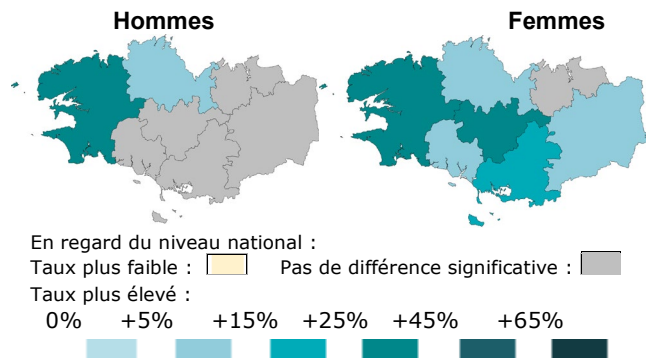 Hommes Femmes
En regard du niveau national :
Taux plus faible : Pas de différence significative :
Taux plus élevé :
0% +5% +15% +25% +45% +65%